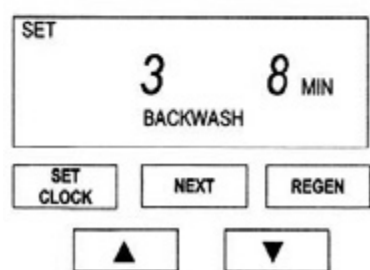 SET
3 8 MIN
BACKWASH
SET CLOCK NEXT REGEN
▲ ▼